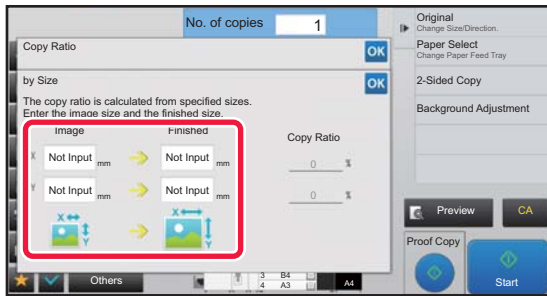 No. of copies 1
Copy Ratio OK
by Size OK
The copy ratio is calculated from specified sizes.
Enter the image size and the finished size.
Image Finished
Copy Ratio
X Not Input mm Not Input mm 0 %
Y Not Input mm Not Input mm 0 %
X X
Y Y
Others
3 B4
4 A3
A4
Original
Change Size/Direction.
Paper Select
Change Paper Feed Tray
2-Sided Copy
Background Adjustment
Preview CA
Proof Copy
Start